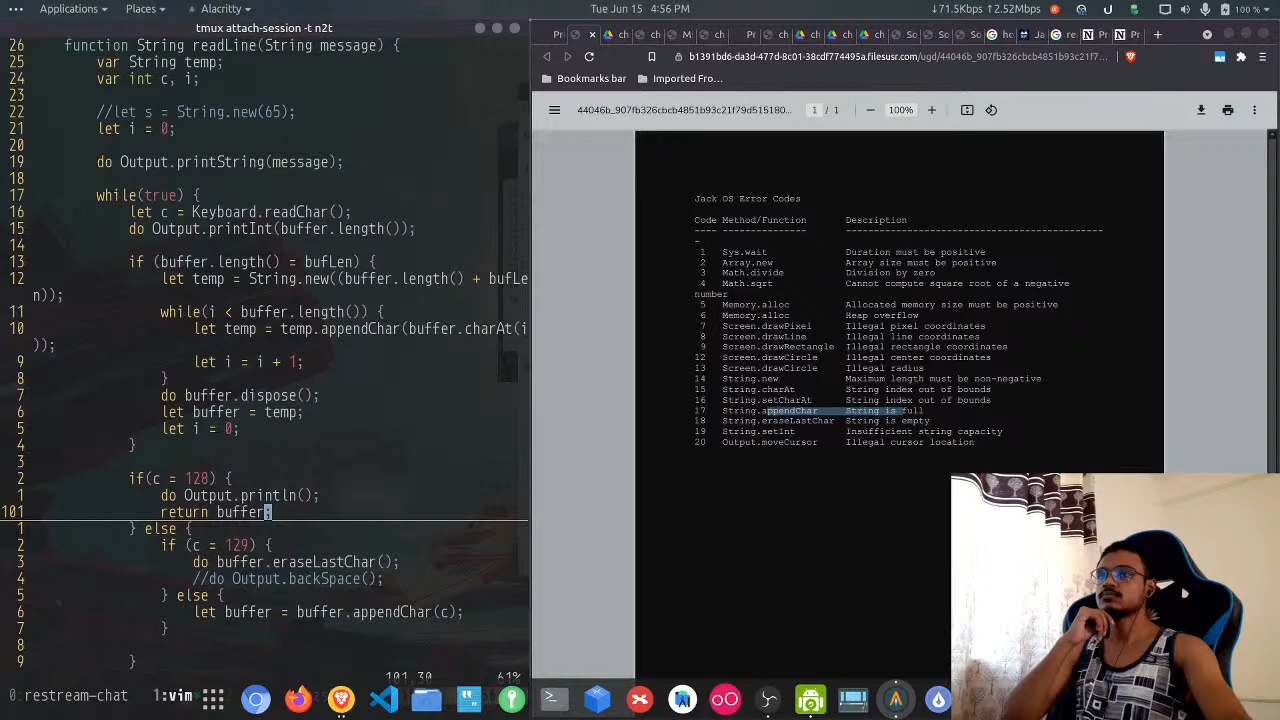 Applications
Places
Alacritty
Tue Jun 15 4:56 PM
↓71.5Kbps ↑2.52Mbps
100 %
tmux attach-session -t n2t
26 function String readLine(String message) {
25 var String temp;
24 var int c, i;
23
22 //let s = String.new(65);
21 let i = 0;
20
19 do Output.printString(message);
18
17 while(true) {
16 let c = Keyboard.readChar();
15 do Output.printInt(buffer.length());
14
13 if (buffer.length() = bufLen) {
12 let temp = String.new((buffer.length() + bufLe
n));
11 while(i < buffer.length()) {
10 let temp = temp.appendChar(buffer.charAt(i
));
9 let i = i + 1;
8 }
7 do buffer.dispose();
6 let buffer = temp;
5 let i = 0;
4 }
3
2 if(c = 128) {
1 do Output.println();
101 return buffer;
1 } else {
2 if (c = 129) {
3 do buffer.eraseLastChar();
4 //do Output.backSpace();
5 } else {
6 let buffer = buffer.appendChar(c);
7 }
8
9 }
101,30 61%
0:restream-chat 1:vim
b1391bb6-da3d-477d-8c01-38cdf77449

Bookmarks bar
Imported Fro…
44046b_907fb326cbcb4851b93c21f79d515180...
1 / 1
100%
Jack OS Error Codes
Code Method/Function Description
---- --------------- -------------------------------------------
-
1 Sys.wait Duration must be positive
2 Array.new Array size must be positive
3 Math.divide Division by zero
4 Math.sqrt Cannot compute square root of a negative
number
5 Memory.alloc Allocated memory size must be positive
6 Memory.alloc Heap overflow
7 Screen.drawPixel Illegal pixel coordinates
8 Screen.drawLine Illegal line coordinates
9 Screen.drawRectangle Illegal rectangle coordinates
12 Screen.drawCircle Illegal center coordinates
13 Screen.drawCircle Illegal radius
14 String.new Maximum length must be non-negative
15 String.charAt String index out of bounds
16 String.setCharAt String index out of bounds
17 String.appendChar String is full
18 String.eraseLastChar String is empty
19 String.setInt Insufficient string capacity
20 Output.moveCursor Illegal cursor location